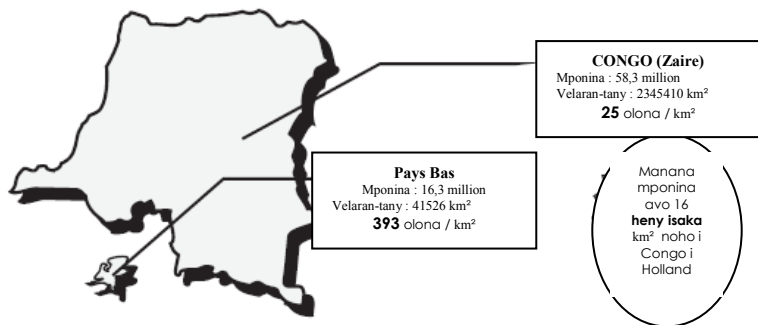 CONGO (Zaire)
Mponina : 58,3 million
Velaran-tany : 2345410 km²
25 olona / km²
Pays Bas
Mponina : 16,3 million
Velaran-tany : 41526 km²
393 olona / km²
Manana
mponina
avo 16
heny isaka
km² noho i
Congo i
Holland